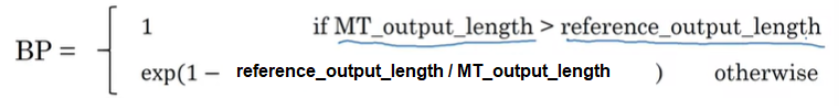 1 if MT_output_length > reference_output_length
BP =
exp(1 − reference_output_length / MT_output_length ) otherwise